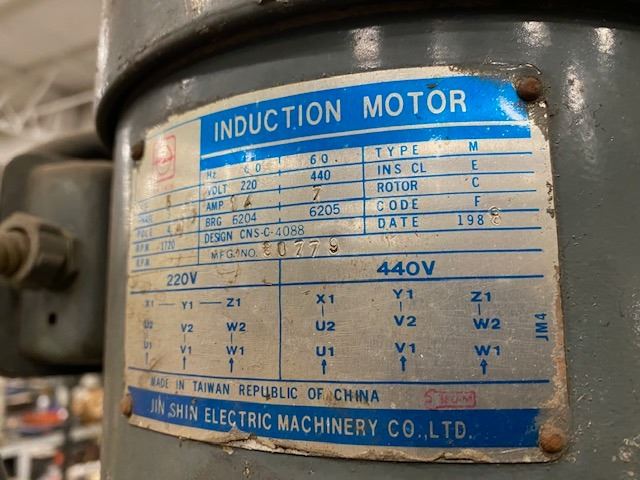 INDUCTION MOTOR
Hz 60. 60. TYPE M
VOLT 220 440 INS CL E
AMP 14 7 ROTOR C
BRG 6204 6205 CODE F
DESIGN CNS-C-4088 DATE 1988
POLE 4
R.P.M. 1720
MFG. NO. 80779
220V 440V
X1 — Y1 — Z1 X1 Y1 Z1
U2 V2 W2 U2 V2 W2
U1 V1 W1 U1 V1 W1
↑ ↑ ↑ ↑ ↑ ↑
JM4
MADE IN TAIWAN REPUBLIC OF CHINA
JIN SHIN ELECTRIC MACHINERY CO., LTD.